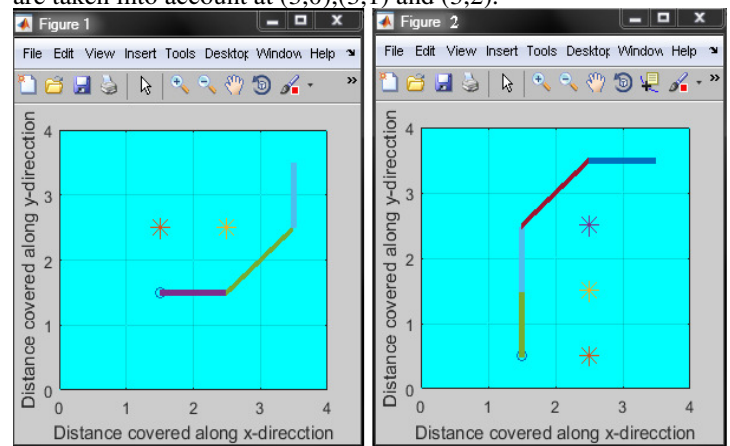 are taken into account at (3,0),(3,1) and (3,2).
Figure 1
File Edit View Insert Tools Desktop Window Help
4
3
2
1
0
0 1 2 3 4
Distance covered along y-direcction
Distance covered along x-direcction
Figure 2
File Edit View Insert Tools Desktop Window Help
4
3
2
1
0
0 1 2 3 4
Distance covered along y-direcction
Distance covered along x-direcction